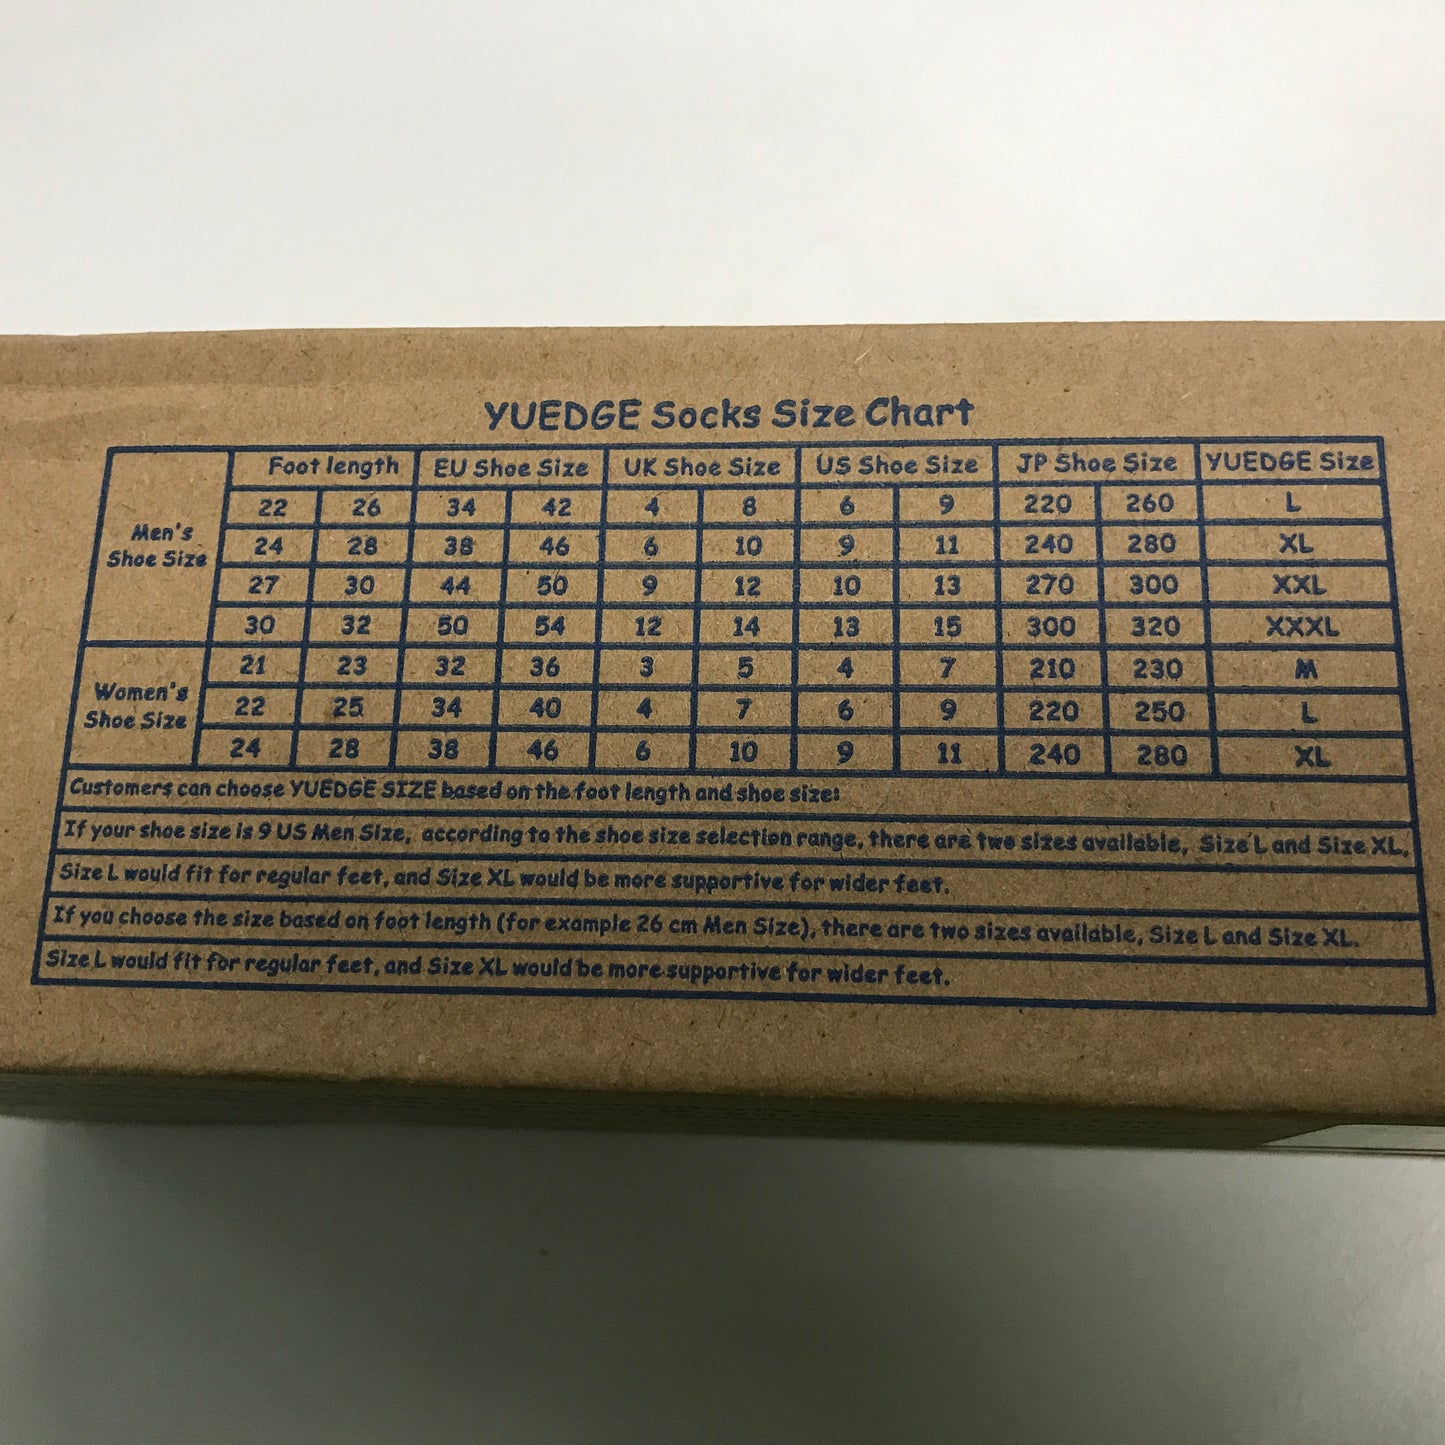 YUEDGE Socks Size Chart
Foot length EU Shoe Size UK Shoe Size US Shoe Size JP Shoe Size YUEDGE Size
Men's
Shoe Size
22 26 34 42 4 8 6 9 220 260 L
24 28 38 46 6 10 9 11 240 280 XL
27 30 44 50 9 12 10 13 270 300 XXL
30 32 50 54 12 14 13 15 300 320 XXXL
Women's
Shoe Size
21 23 32 36 3 5 4 7 210 230 M
22 25 34 40 4 7 6 9 220 250 L
24 28 38 46 6 10 9 11 240 280 XL
Customers can choose YUEDGE SIZE based on the foot length and shoe size:
If your shoe size is 9 US Men Size, according to the shoe size selection range, there are two sizes available, Size L and Size XL.
Size L would fit for regular feet, and Size XL would be more supportive for wider feet.
If you choose the size based on foot length (for example 26 cm Men Size), there are two sizes available, Size L and Size XL.
Size L would fit for regular feet, and Size XL would be more supportive for wider feet.